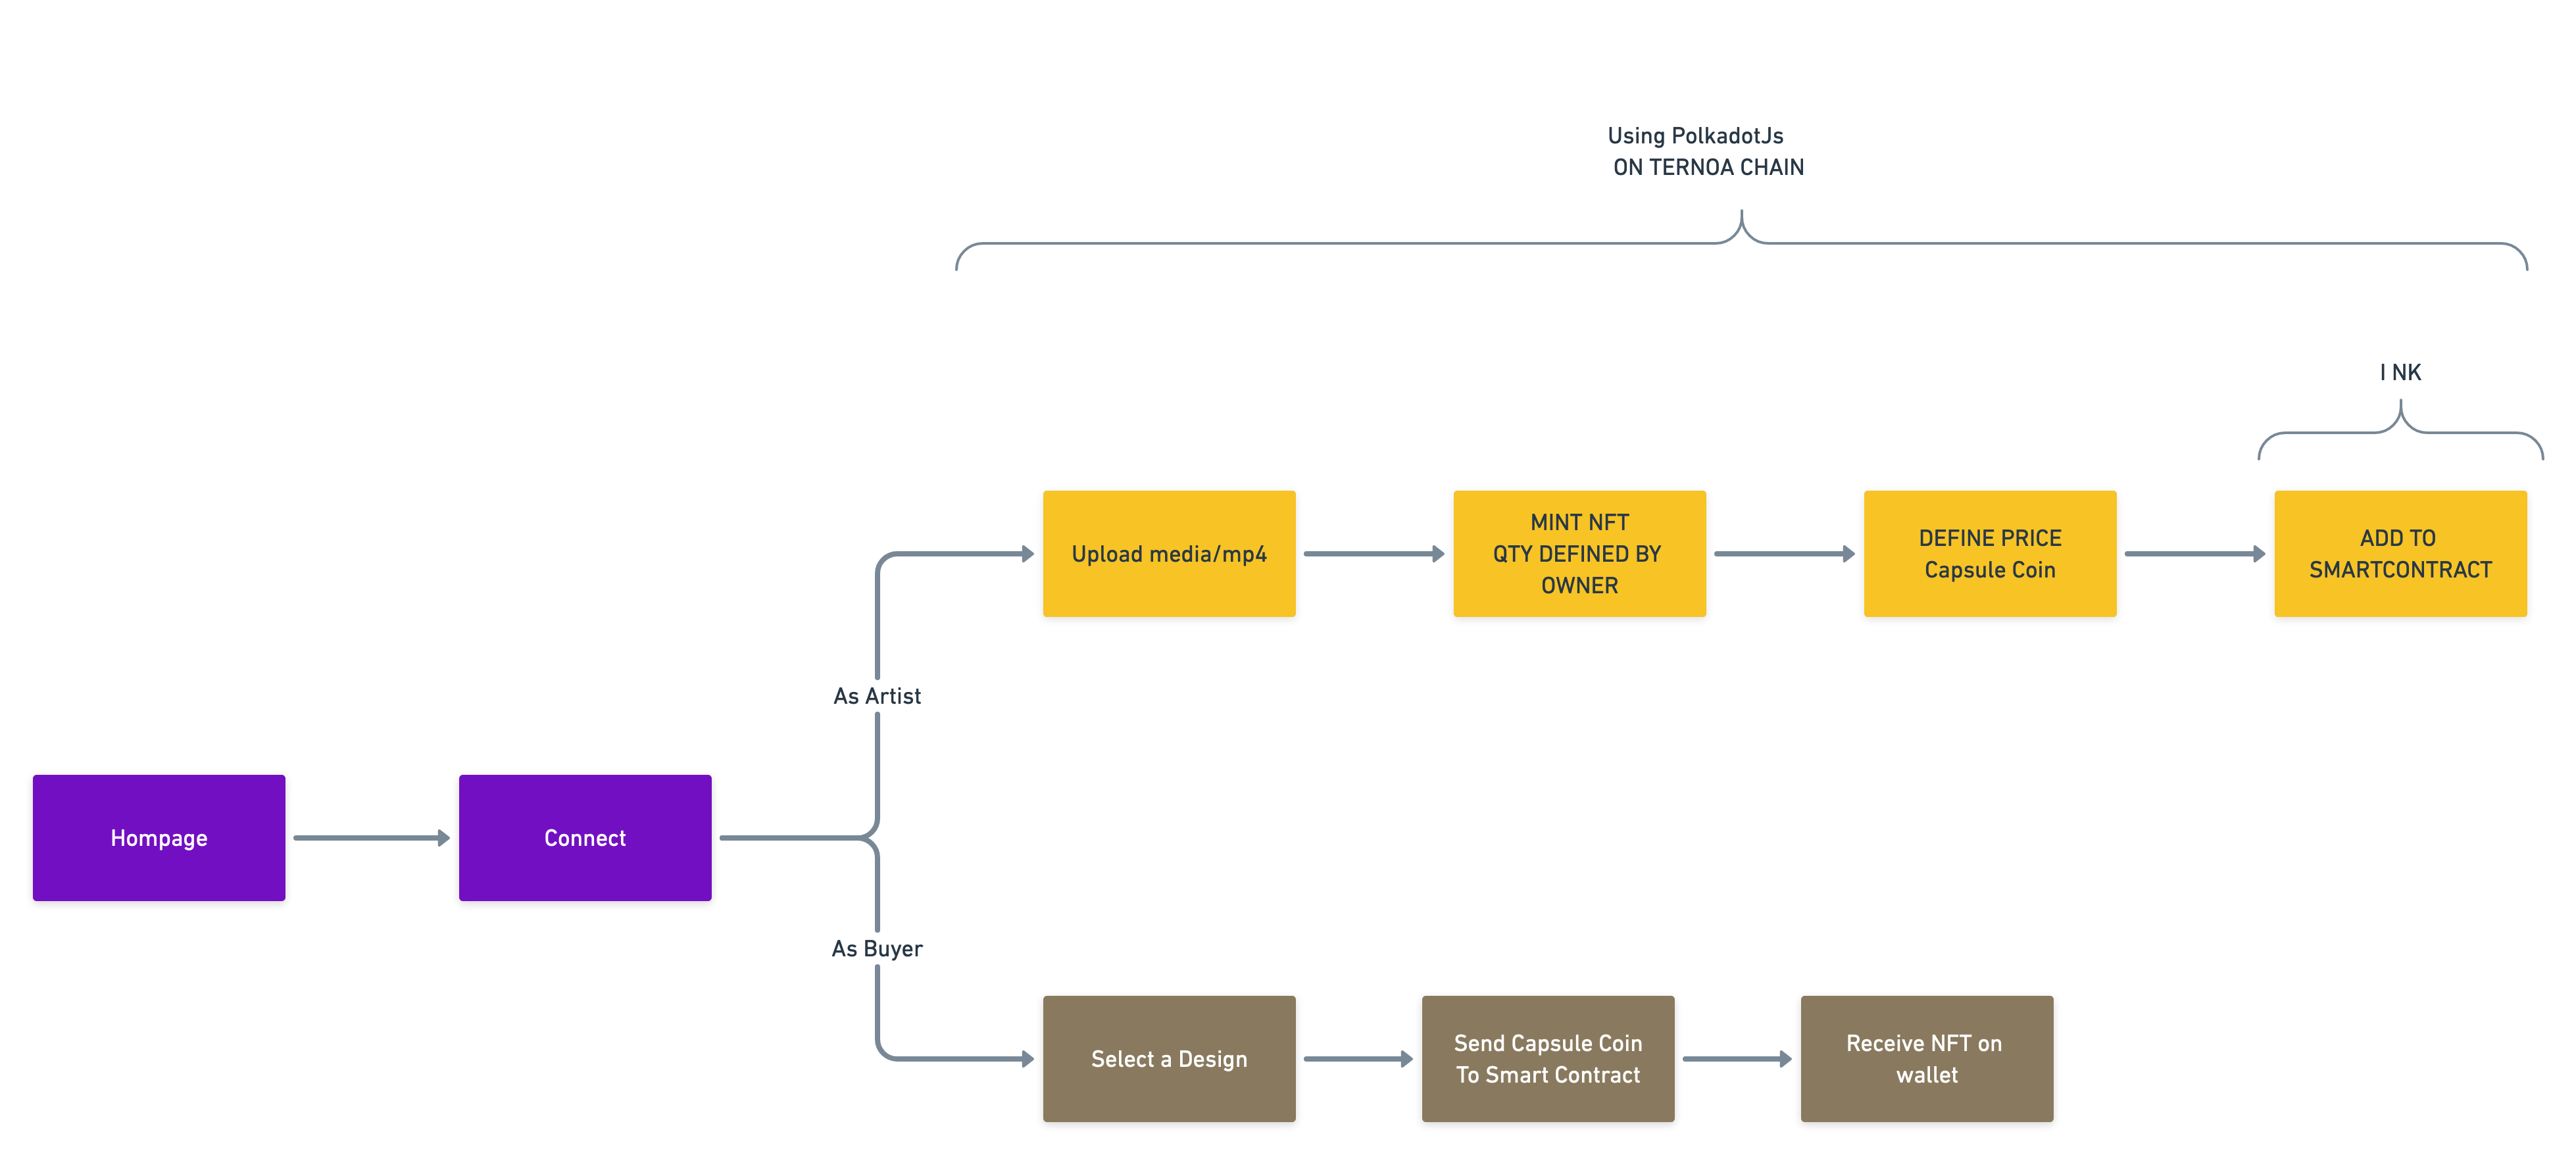 Using PolkadotJs
ON TERNOA CHAIN
I NK
Upload media/mp4
MINT NFT
QTY DEFINED BY
OWNER
DEFINE PRICE
Capsule Coin
ADD TO
SMARTCONTRACT
As Artist
Hompage
Connect
As Buyer
Select a Design
Send Capsule Coin
To Smart Contract
Receive NFT on
wallet